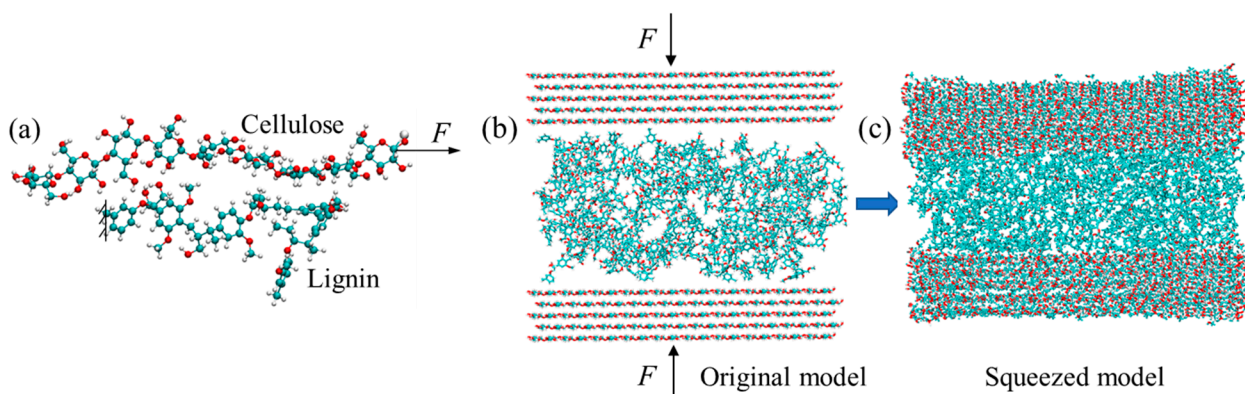 (a)
Cellulose
F
Lignin
(b)
F
F
Original model
(c)
Squeezed model